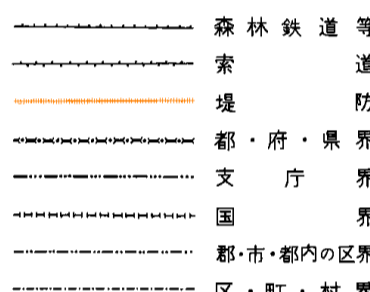 森林鉄道等
索道
堤防
都・府・県界
支庁界
国界
郡・市・都内の区界
区・町・村界